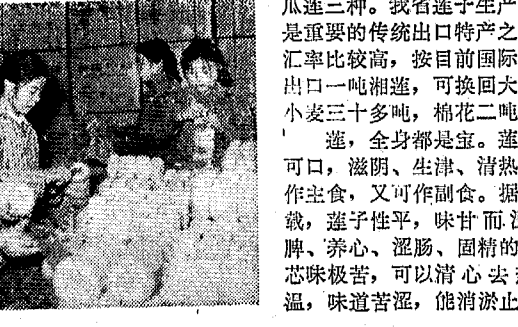 瓜莲三种。我省莲子生产
是重要的传统出口特产之
汇率比较高，按目前国际
出口一吨湘莲，可换回大
小麦三十多吨，棉花二吨
莲，全身都是宝。莲
可口，滋阴、生津、清热
作主食，又可作副食。据
载，莲子性平，味甘而
脾、养心、涩肠、固精的
芯味极苦，可以清心去
温，味道苦涩，能消淤止